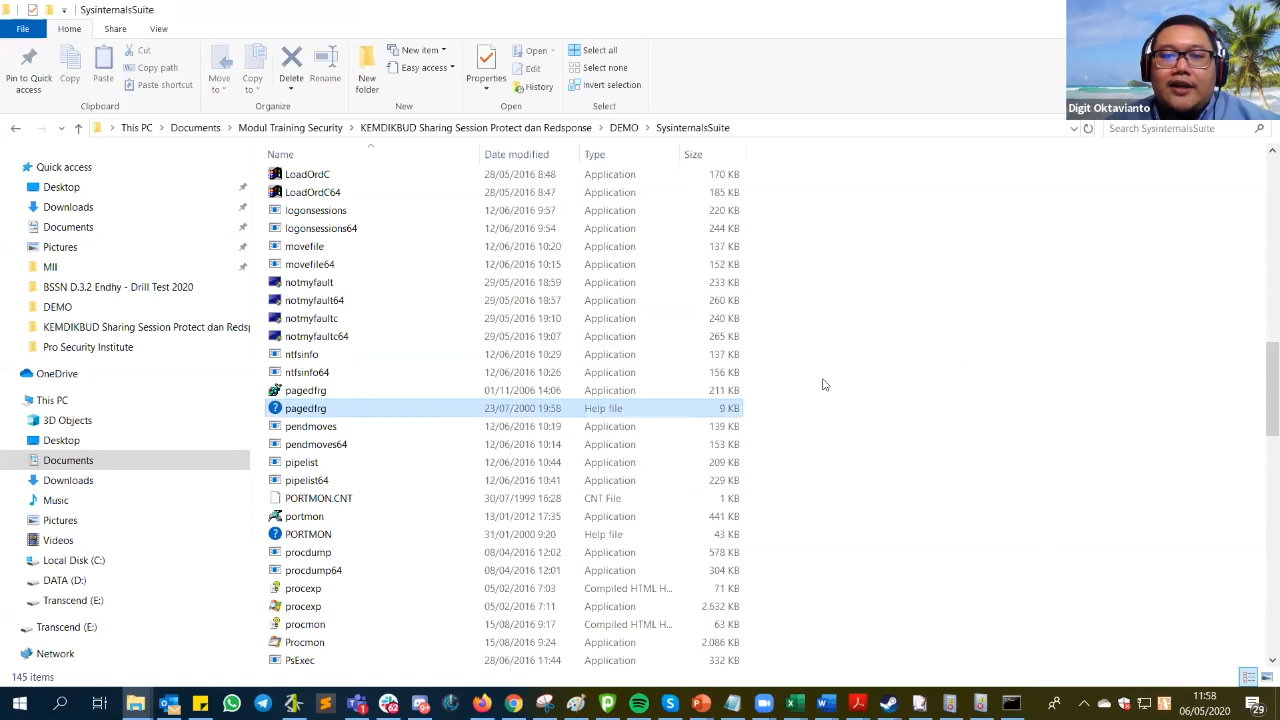 SysinternalsSuite
File Home Share View
Pin to Quick access
Copy
Paste
Cut
Copy path
Paste shortcut
Clipboard
Move to
Copy to
Delete
Rename
Organize
New folder
New item
Easy access
New
Properties
Open
Edit
History
Open
Select all
Select none
Invert selection
Select
Digit Oktavianto
This PC > Documents > Modul Training Security > KEMDIKBUD Sharing Session Protect dan Redsponse > DEMO > SysinternalsSuite
Search SysinternalsSuite
Quick access
Desktop
Downloads
Documents
Pictures
MII
BSSN D.3.2 Endhy - Drill Test 2020
DEMO
KEMDIKBUD Sharing Session Protect dan Redsp
Pro Security Institute
OneDrive
This PC
3D Objects
Desktop
Documents
Downloads
Music
Pictures
Videos
Local Disk (C:)
DATA (D:)
Transcend (E:)
Transcend (E:)
Network
Name Date modified Type Size
LoadOrdC 28/05/2016 8:48 Application 170 KB
LoadOrdC64 28/05/2016 8:47 Application 185 KB
logonsessions 12/06/2016 9:57 Application 220 KB
logonsessions64 12/06/2016 9:54 Application 244 KB
movefile 12/06/2016 10:20 Application 137 KB
movefile64 12/06/2016 10:15 Application 152 KB
notmyfault 29/05/2016 18:59 Application 233 KB
notmyfault64 29/05/2016 18:57 Application 260 KB
notmyfaultc 29/05/2016 19:10 Application 240 KB
notmyfaultc64 29/05/2016 19:07 Application 265 KB
ntfsinfo 12/06/2016 10:29 Application 137 KB
ntfsinfo64 12/06/2016 10:26 Application 156 KB
pagedfrg 01/11/2006 14:06 Application 211 KB
pagedfrg 23/07/2000 19:58 Help file 9 KB
pendmoves 12/06/2016 10:19 Application 139 KB
pendmoves64 12/06/2016 10:14 Application 153 KB
pipelist 12/06/2016 10:44 Application 209 KB
pipelist64 12/06/2016 10:41 Application 229 KB
PORTMON.CNT 30/07/1999 16:28 CNT File 1 KB
portmon 13/01/2012 17:35 Application 441 KB
PORTMON 31/01/2000 9:20 Help file 43 KB
procdump 08/04/2016 12:02 Application 578 KB
procdump64 08/04/2016 12:01 Application 304 KB
procexp 05/02/2016 7:03 Compiled HTML H... 71 KB
procexp 05/02/2016 7:11 Application 2.632 KB
procmon 15/08/2016 9:17 Compiled HTML H... 63 KB
Procmon 15/08/2016 9:24 Application 2.086 KB
PsExec 28/06/2016 11:44 Application 332 KB
145 items
11:58
06/05/2020
29